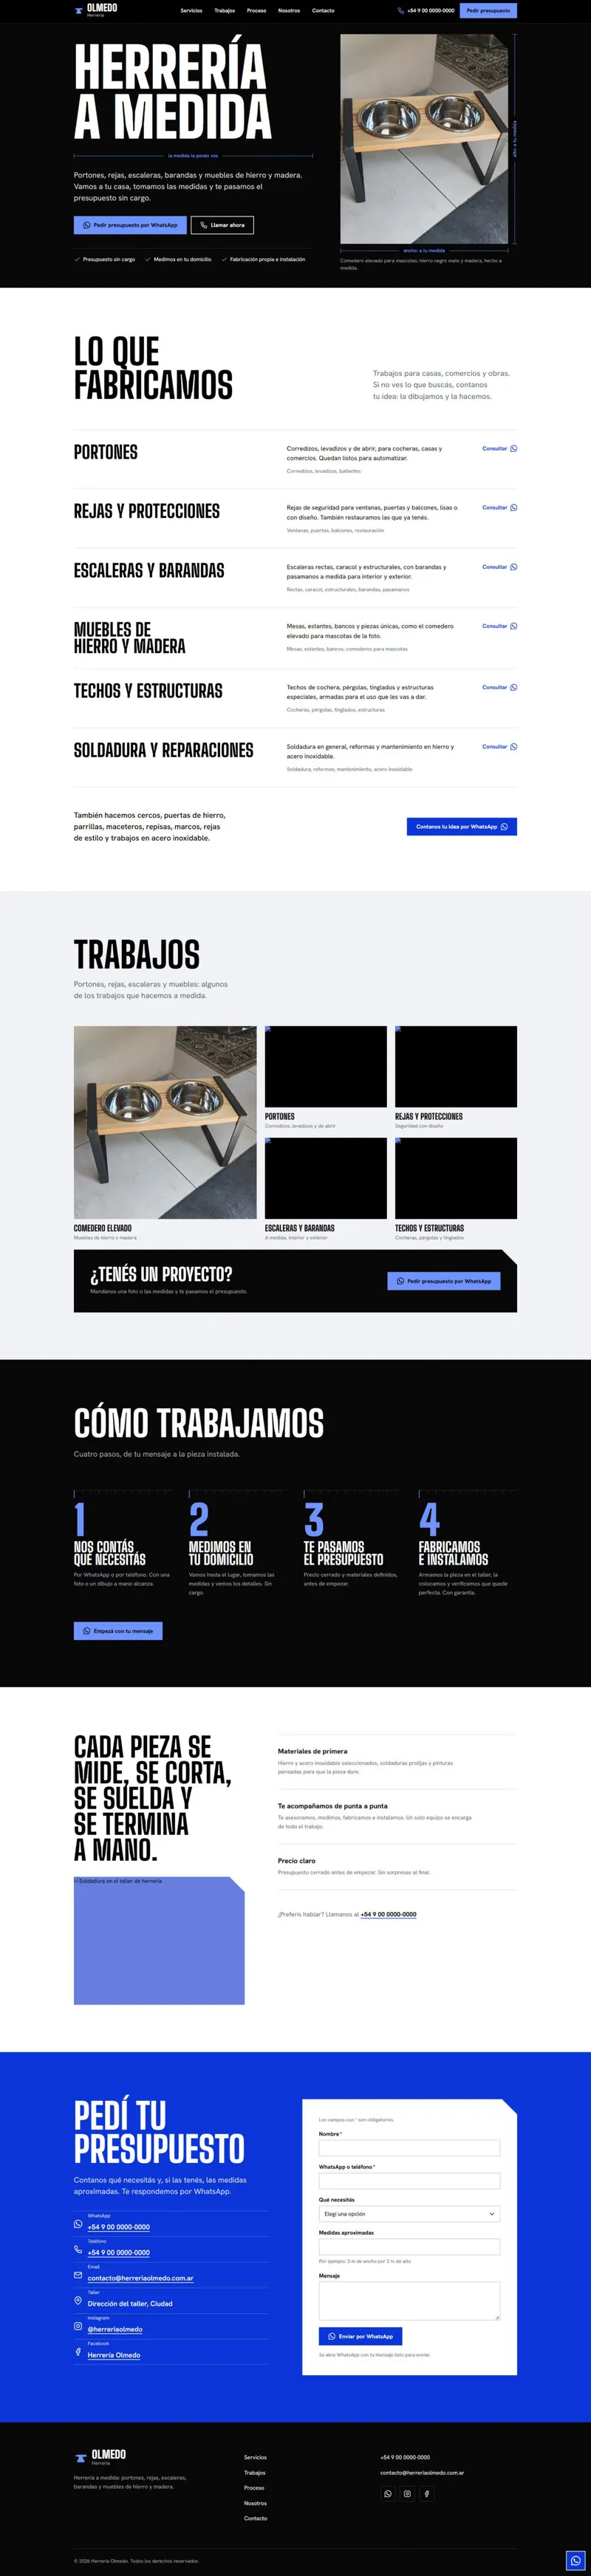 OLMEDO
Herrería
Servicios
Trabajos
Proceso
Nosotros
Contacto
+54 9 00 0000-0000
Pedir presupuesto
HERRERÍA
A MEDIDA
la medida la ponés vos
Portones, rejas, escaleras, barandas y muebles de hierro y madera.
Vamos a tu casa, tomamos las medidas y te pasamos el
presupuesto sin cargo.
Pedir presupuesto por WhatsApp
Llamar ahora
Presupuesto sin cargo
Medimos en tu domicilio
Fabricación propia e instalación
ancho: a tu medida
Comedero elevado para mascotas: hierro negro mate y madera, hecho a
medida.
LO QUE
FABRICAMOS
Trabajos para casas, comercios y obras.
Si no ves lo que buscás, contanos
tu idea: la dibujamos y la hacemos.
PORTONES
Corredizos, levadizos y de abrir, para cocheras, casas y
comercios. Quedan listos para automatizar.
Corredizos, levadizos, batientes
Consultar
REJAS Y PROTECCIONES
Rejas de seguridad para ventanas, puertas y balcones, lisas o
con diseño. También restauramos las que ya tenés.
Ventanas, puertas, balcones, restauración
Consultar
ESCALERAS Y BARANDAS
Escaleras rectas, caracol y estructurales, con barandas y
pasamanos a medida para interior y exterior.
Rectas, caracol, estructurales, barandas, pasamanos
Consultar
MUEBLES DE
HIERRO Y MADERA
Mesas, estantes, bancos y piezas únicas, como el comedero
elevado para mascotas de la foto.
Mesas, estantes, bancos, comederos para mascotas
Consultar
TECHOS Y ESTRUCTURAS
Techos de cochera, pérgolas, tinglados y estructuras
especiales, armadas para el uso que les vas a dar.
Cocheras, pérgolas, tinglados, estructuras
Consultar
SOLDADURA Y REPARACIONES
Soldadura en general, reformas y mantenimiento en hierro y
acero inoxidable.
Soldadura, reformas, mantenimiento, acero inoxidable
Consultar
También hacemos cercos, puertas de hierro,
parrillas, maceteros, repisas, marcos, rejas
de estilo y trabajos en acero inoxidable.
Contanos tu idea por WhatsApp
TRABAJOS
Portones, rejas, escaleras y muebles: algunos
de los trabajos que hacemos a medida.
COMEDERO ELEVADO
Muebles de hierro y madera
PORTONES
Corredizos, levadizos y de abrir
REJAS Y PROTECCIONES
Seguridad con diseño
ESCALERAS Y BARANDAS
A medida, interior y exterior
TECHOS Y ESTRUCTURAS
Cocheras, pérgolas y tinglados
¿TENÉS UN PROYECTO?
Mandanos una foto o las medidas y te pasamos el presupuesto.
Pedir presupuesto por WhatsApp
CÓMO TRABAJAMOS
Cuatro pasos, de tu mensaje a la pieza instalada.
1
NOS CONTÁS
QUÉ NECESITÁS
Por WhatsApp o por teléfono. Con una
foto o un dibujo a mano alcanza.
2
MEDIMOS EN
TU DOMICILIO
Vamos hasta el lugar, tomamos las
medidas y vemos los detalles. Sin
cargo.
3
TE PASAMOS
EL PRESUPUESTO
Precio cerrado y materiales definidos,
antes de empezar.
4
FABRICAMOS
E INSTALAMOS
Armamos la pieza en el taller, la
colocamos y verificamos que quede
perfecta. Con garantía.
Empezá con tu mensaje
CADA PIEZA SE
MIDE, SE CORTA,
SE SUELDA Y
SE TERMINA
A MANO.
Soldadura en el taller de herrería
Materiales de primera
Hierro y acero inoxidable seleccionados, soldaduras prolijas y pinturas
pensadas para que la pieza dure.
Te acompañamos de punta a punta
Te asesoramos, medimos, fabricamos e instalamos. Un solo equipo se encarga
de todo el trabajo.
Precio claro
Presupuesto cerrado antes de empezar. Sin sorpresas al final.
¿Preferís hablar? Llamanos al +54 9 00 0000-0000
PEDÍ TU
PRESUPUESTO
Contanos qué necesitás y, si las tenés, las medidas
aproximadas. Te respondemos por WhatsApp.
WhatsApp
+54 9 00 0000-0000
Teléfono
+54 9 00 0000-0000
Email
contacto@herreriaolmedo.com.ar
Taller
Dirección del taller, Ciudad
Instagram
@herreriaolmedo
Facebook
Herrería Olmedo
Los campos con * son obligatorios.
Nombre *
WhatsApp o teléfono *
Qué necesitás
Elegí una opción
Medidas aproximadas
Por ejemplo: 3 m de ancho por 2 m de alto
Mensaje
Enviar por WhatsApp
Se abre WhatsApp con tu mensaje listo para enviar.
OLMEDO
Herrería
Herrería a medida: portones, rejas, escaleras,
barandas y muebles de hierro y madera.
Servicios
Trabajos
Proceso
Nosotros
Contacto
+54 9 00 0000-0000
contacto@herreriaolmedo.com.ar
© 2026 Herrería Olmedo. Todos los derechos reservados.